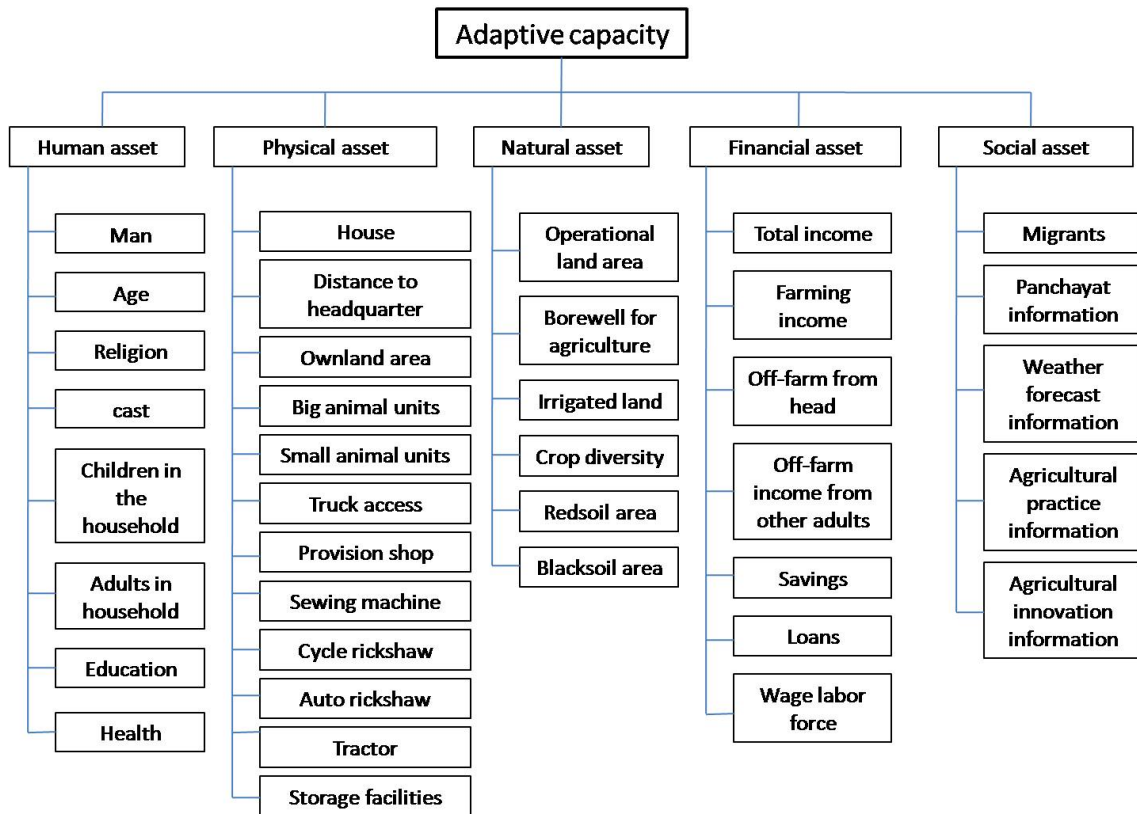 Adaptive capacity
Human asset
Physical asset
Natural asset
Financial asset
Social asset
Man
Age
Religion
cast
Children in
the
household
Adults in
household
Education
Health
House
Distance to
headquarter
Ownland area
Big animal units
Small animal units
Truck access
Provision shop
Sewing machine
Cycle rickshaw
Auto rickshaw
Tractor
Storage facilities
Operational
land area
Borewell for
agriculture
Irrigated land
Crop diversity
Redsoil area
Blacksoil area
Total income
Farming
income
Off-farm from
head
Off-farm
income from
other adults
Savings
Loans
Wage labor
force
Migrants
Panchayat
information
Weather
forecast
information
Agricultural
practice
information
Agricultural
innovation
information